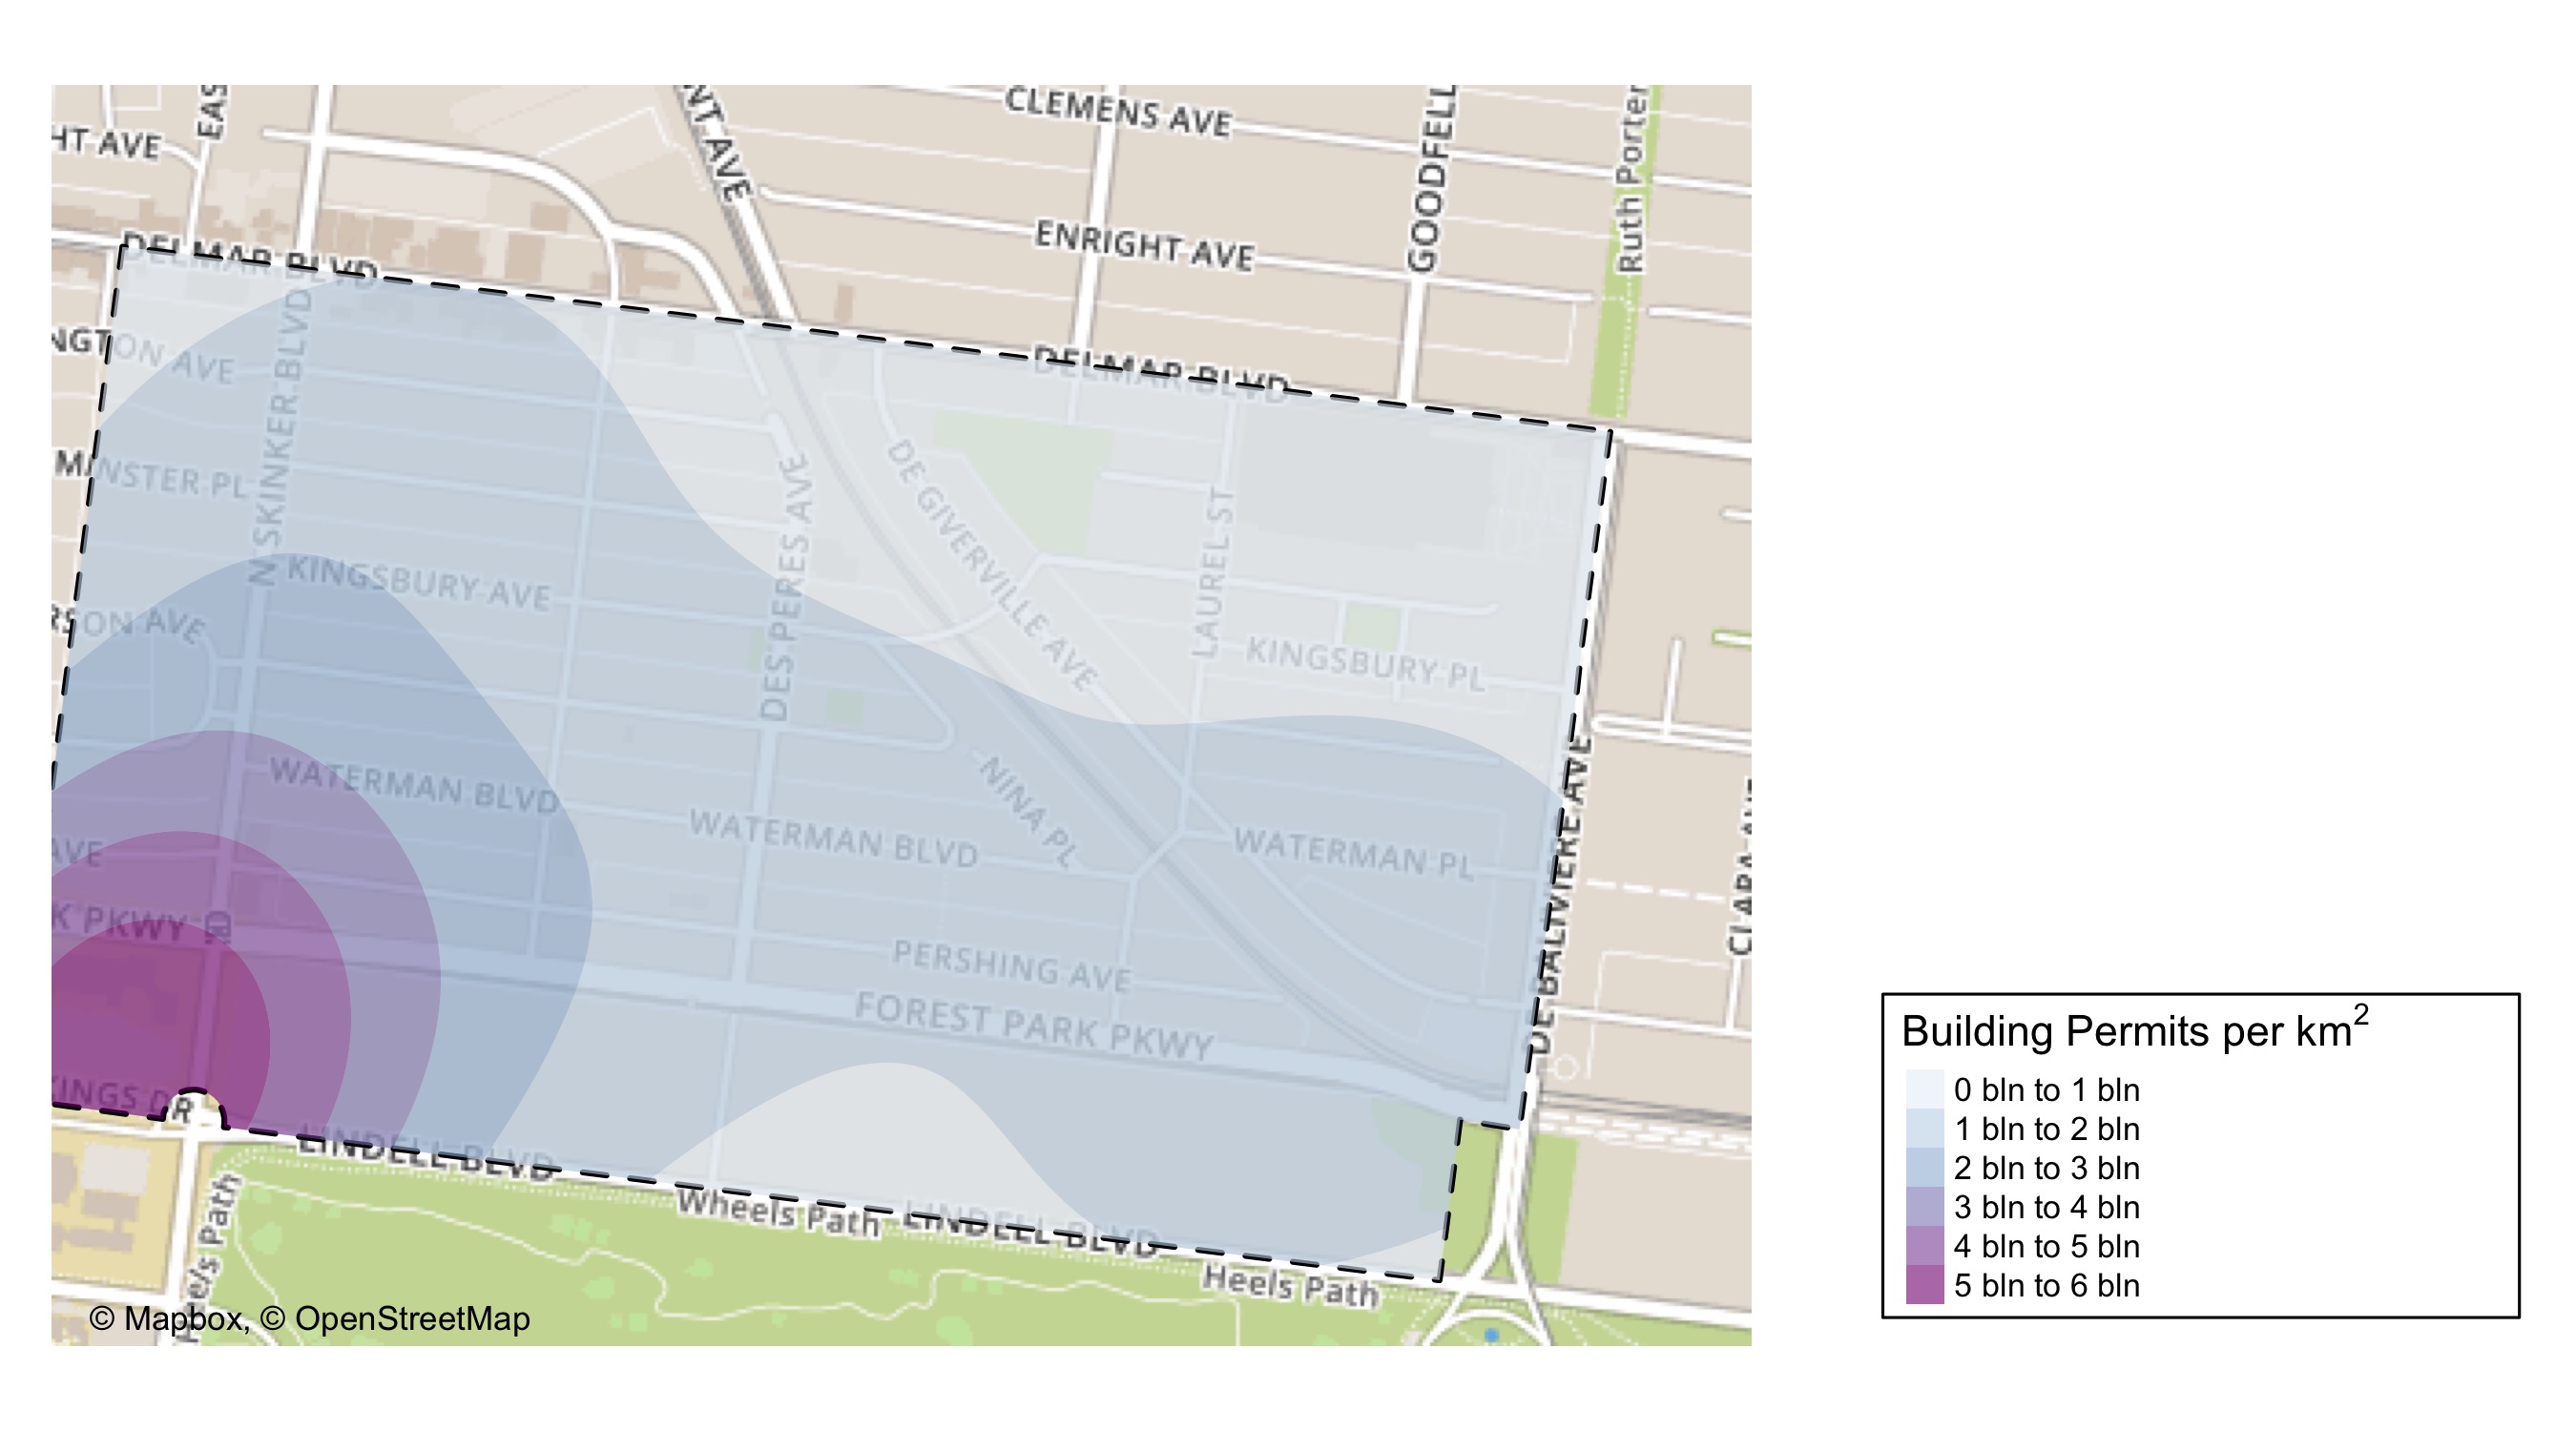 CLEMENS AVE
HT AVE
EAS
NT AVE
GOODFELL
Ruth Porter
ENRIGHT AVE
DELMAR BLVD
DELMAR BLVD
NGTON AVE
N SKINKER BLVD
DE GIVERVILLE AVE
MINSTER PL
DES PERES AVE
LAUREL ST
KINGSBURY AVE
RSON AVE
KINGSBURY PL
WATERMAN BLVD
NINA PL
WATERMAN BLVD
WATERMAN PL
AVE
DE BALIVIERE AVE
CLARA AVE
K PKWY
PERSHING AVE
FOREST PARK PKWY
KINGS DR
LINDELL BLVD
Wheels Path
LINDELL BLVD
Heels Path
Heels Path
© Mapbox, © OpenStreetMap
Building Permits per km²
0 bln to 1 bln
1 bln to 2 bln
2 bln to 3 bln
3 bln to 4 bln
4 bln to 5 bln
5 bln to 6 bln